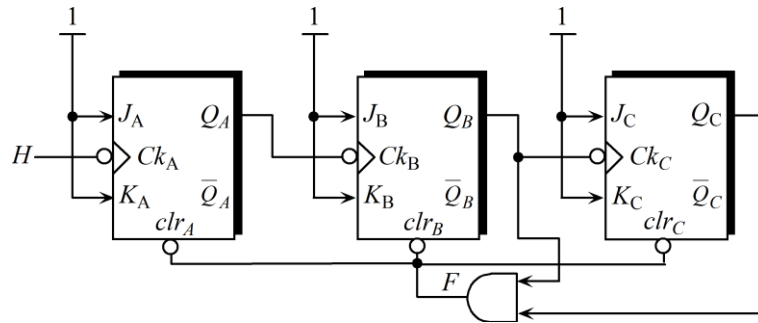 1 1 1
J_A Q_A J_B Q_B J_C Q_C
H Ck_A Ck_B Ck_C
K_A Q̅_A K_B Q̅_B K_C Q̅_C
clr_A clr_B clr_C
F